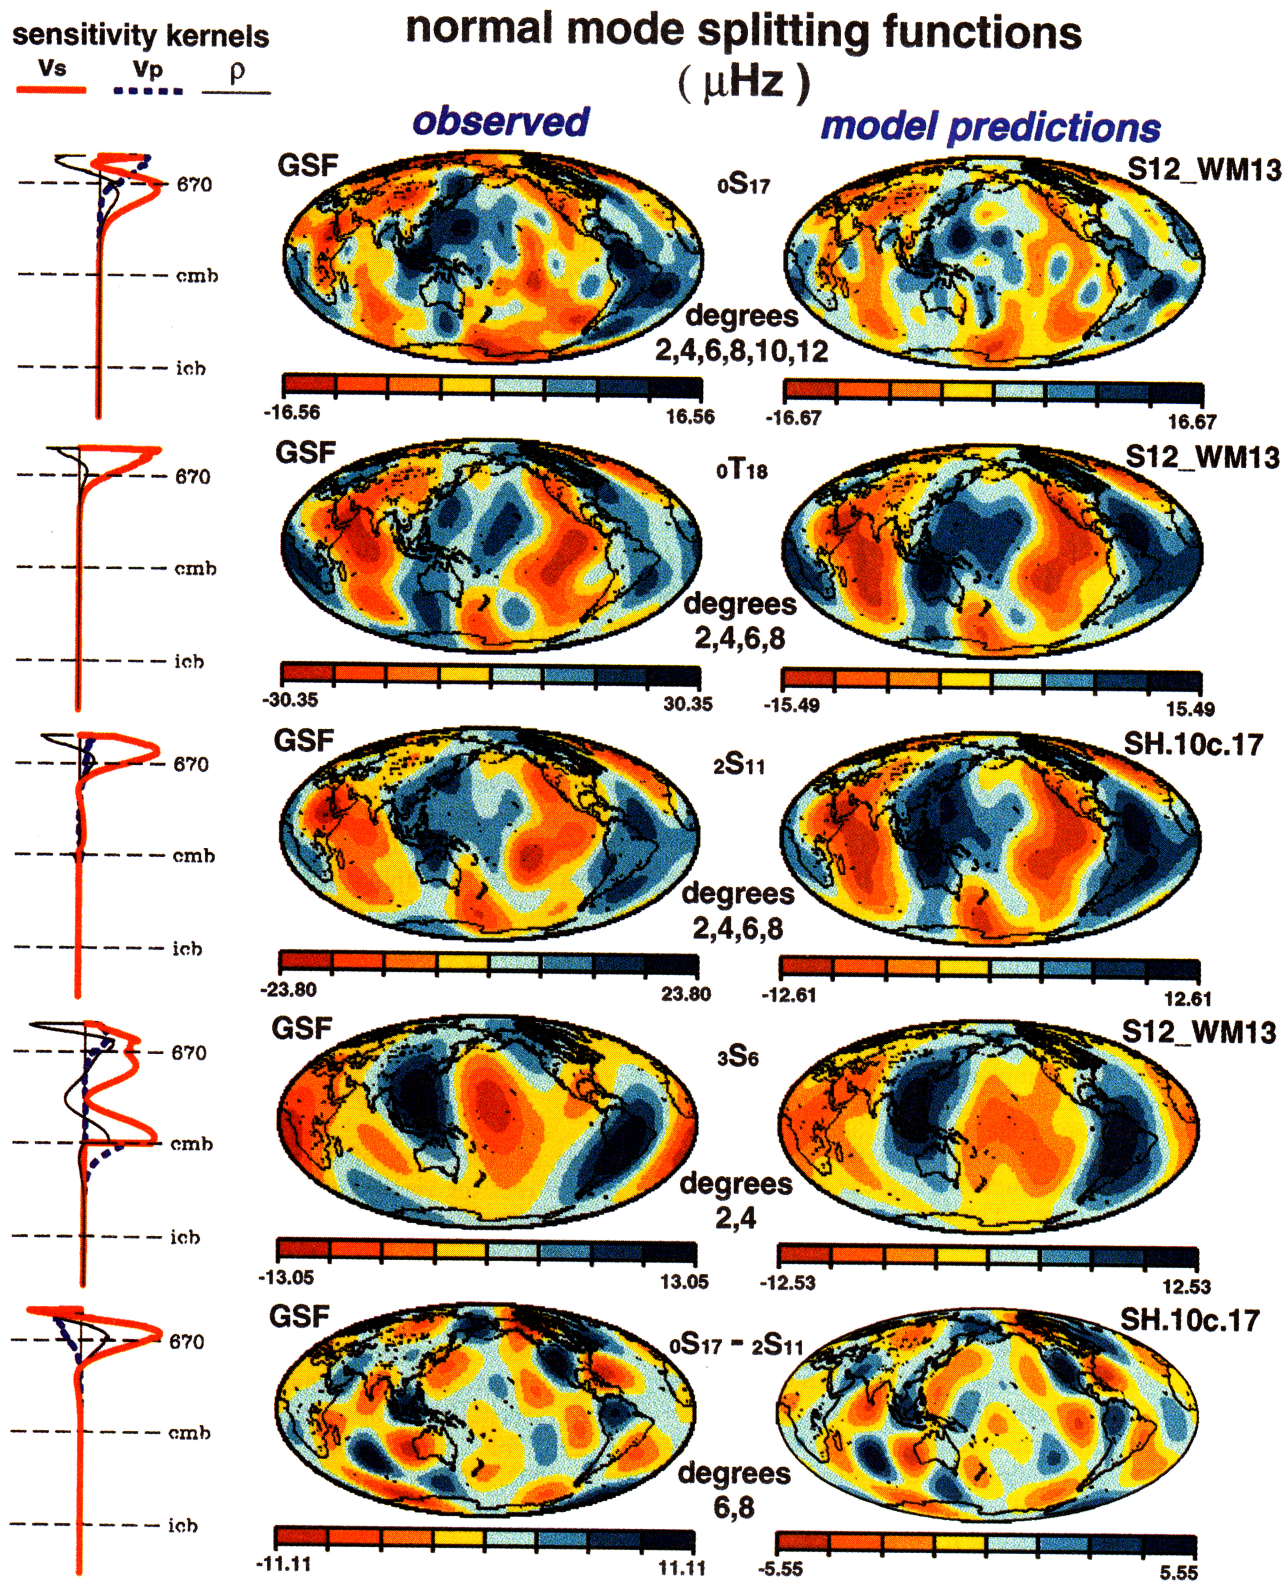 sensitivity kernels
Vs Vp ρ
normal mode splitting functions
( μHz )
observed
model predictions
670
cmb
icb
GSF
0S17
S12_WM13
degrees
2,4,6,8,10,12
-16.56 16.56
-16.67 16.67
670
cmb
icb
GSF
0T18
S12_WM13
degrees
2,4,6,8
-30.35 30.35
-15.49 15.49
670
cmb
icb
GSF
2S11
SH.10c.17
degrees
2,4,6,8
-23.80 23.80
-12.61 12.61
670
cmb
icb
GSF
3S6
S12_WM13
degrees
2,4
-13.05 13.05
-12.53 12.53
670
cmb
icb
GSF
0S17 - 2S11
SH.10c.17
degrees
6,8
-11.11 11.11
-5.55 5.55